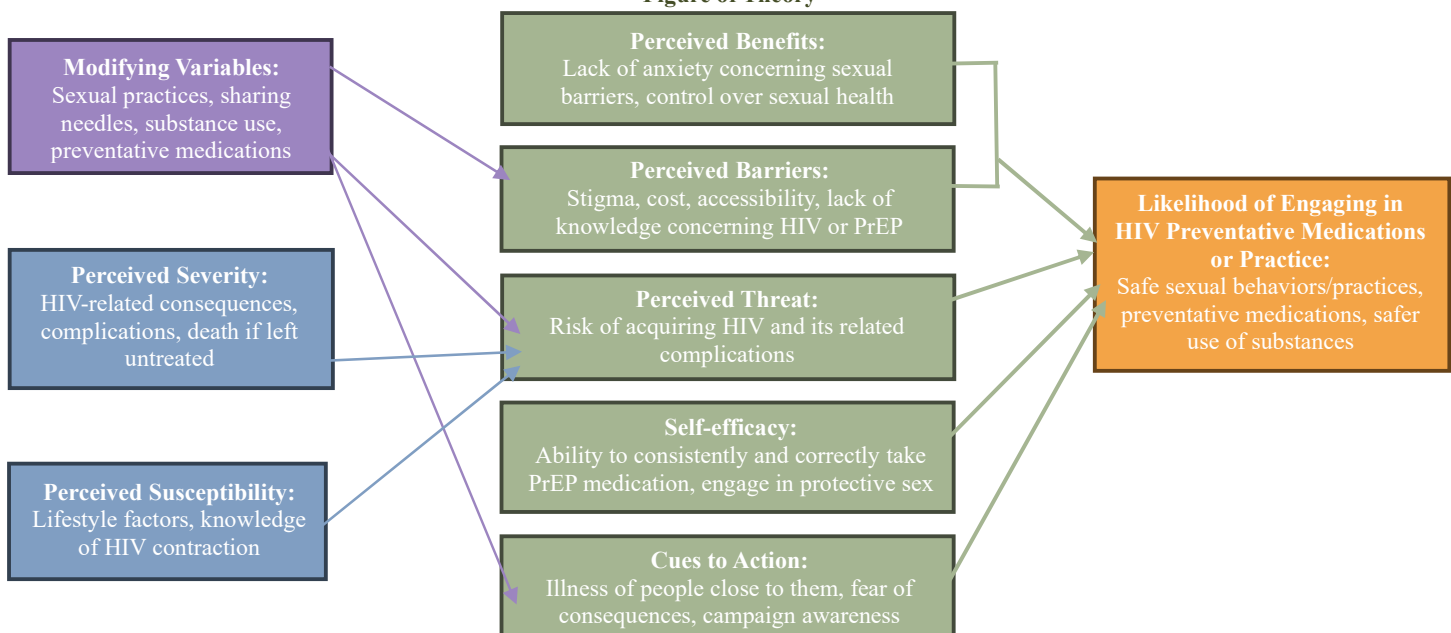 Figure of Theory
Modifying Variables:
Sexual practices, sharing
needles, substance use,
preventative medications
Perceived Severity:
HIV-related consequences,
complications, death if left
untreated
Perceived Susceptibility:
Lifestyle factors, knowledge
of HIV contraction
Perceived Benefits:
Lack of anxiety concerning sexual
barriers, control over sexual health
Perceived Barriers:
Stigma, cost, accessibility, lack of
knowledge concerning HIV or PrEP
Perceived Threat:
Risk of acquiring HIV and its related
complications
Self-efficacy:
Ability to consistently and correctly take
PrEP medication, engage in protective sex
Cues to Action:
Illness of people close to them, fear of
consequences, campaign awareness
Likelihood of Engaging in
HIV Preventative Medications
or Practice:
Safe sexual behaviors/practices,
preventative medications, safer
use of substances